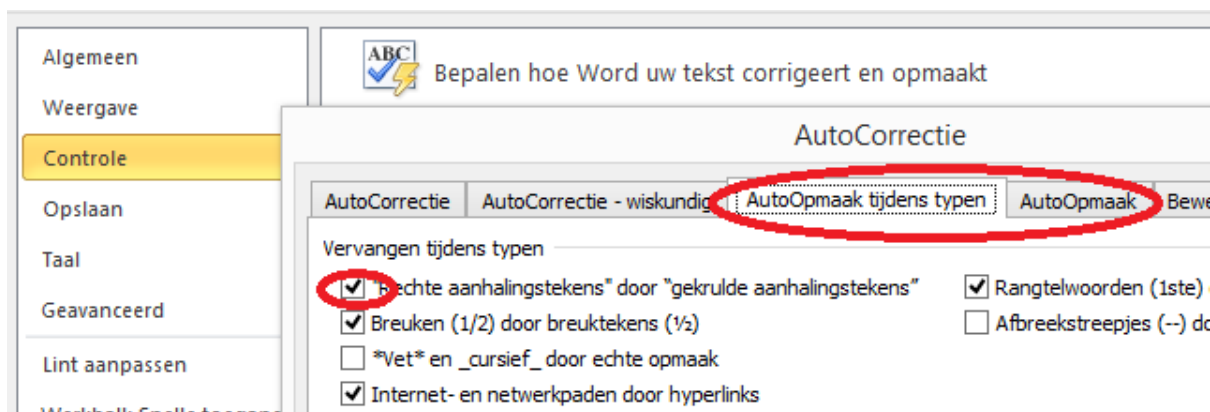 Algemeen
Weergave
Controle
Opslaan
Taal
Geavanceerd
Lint aanpassen
ABC
Bepalen hoe Word uw tekst corrigeert en opmaakt
AutoCorrectie
AutoCorrectie AutoCorrectie - wiskundig AutoOpmaak tijdens typen AutoOpmaak
Vervangen tijdens typen
"Rechte aanhalingstekens" door “gekrulde aanhalingstekens” Rangtelwoorden (1ste)
Breuken (1/2) door breuktekens (½) Afbreekstreepjes (--)
*Vet* en _cursief_ door echte opmaak
Internet- en netwerkpaden door hyperlinks